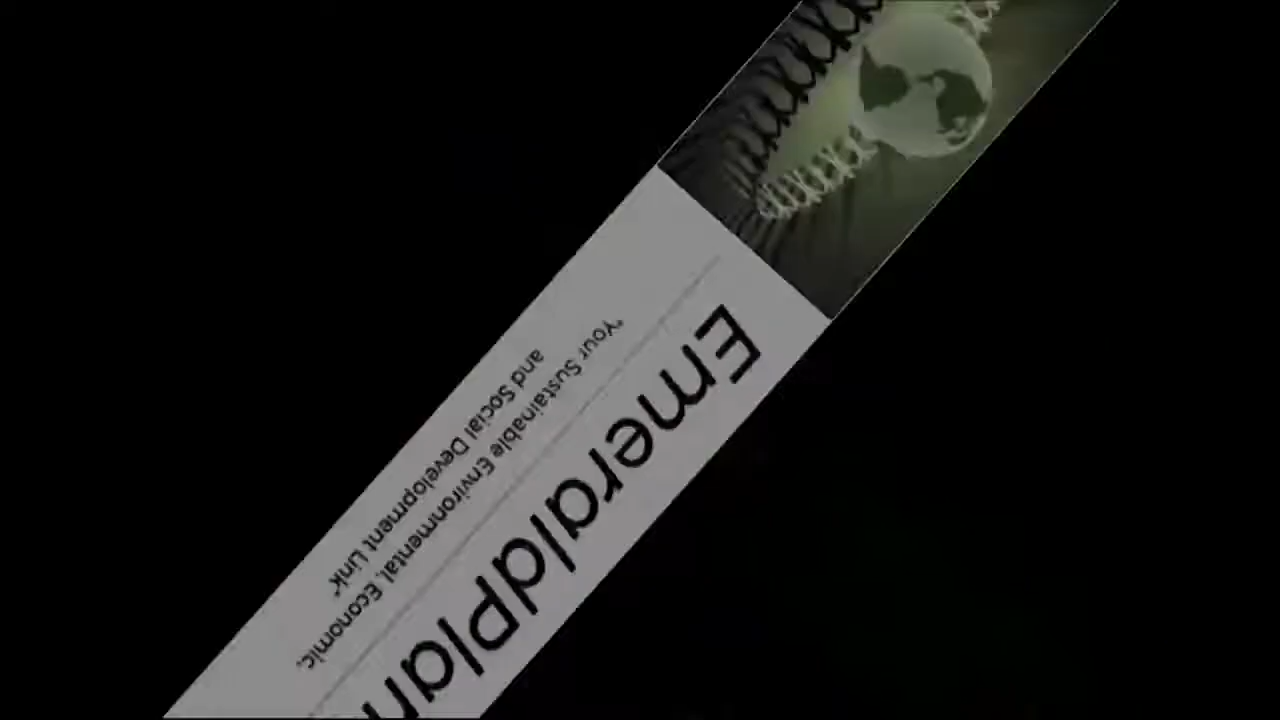 EmeraldPlan
"Your Sustainable Environmental, Economic,
and Social Development Link"